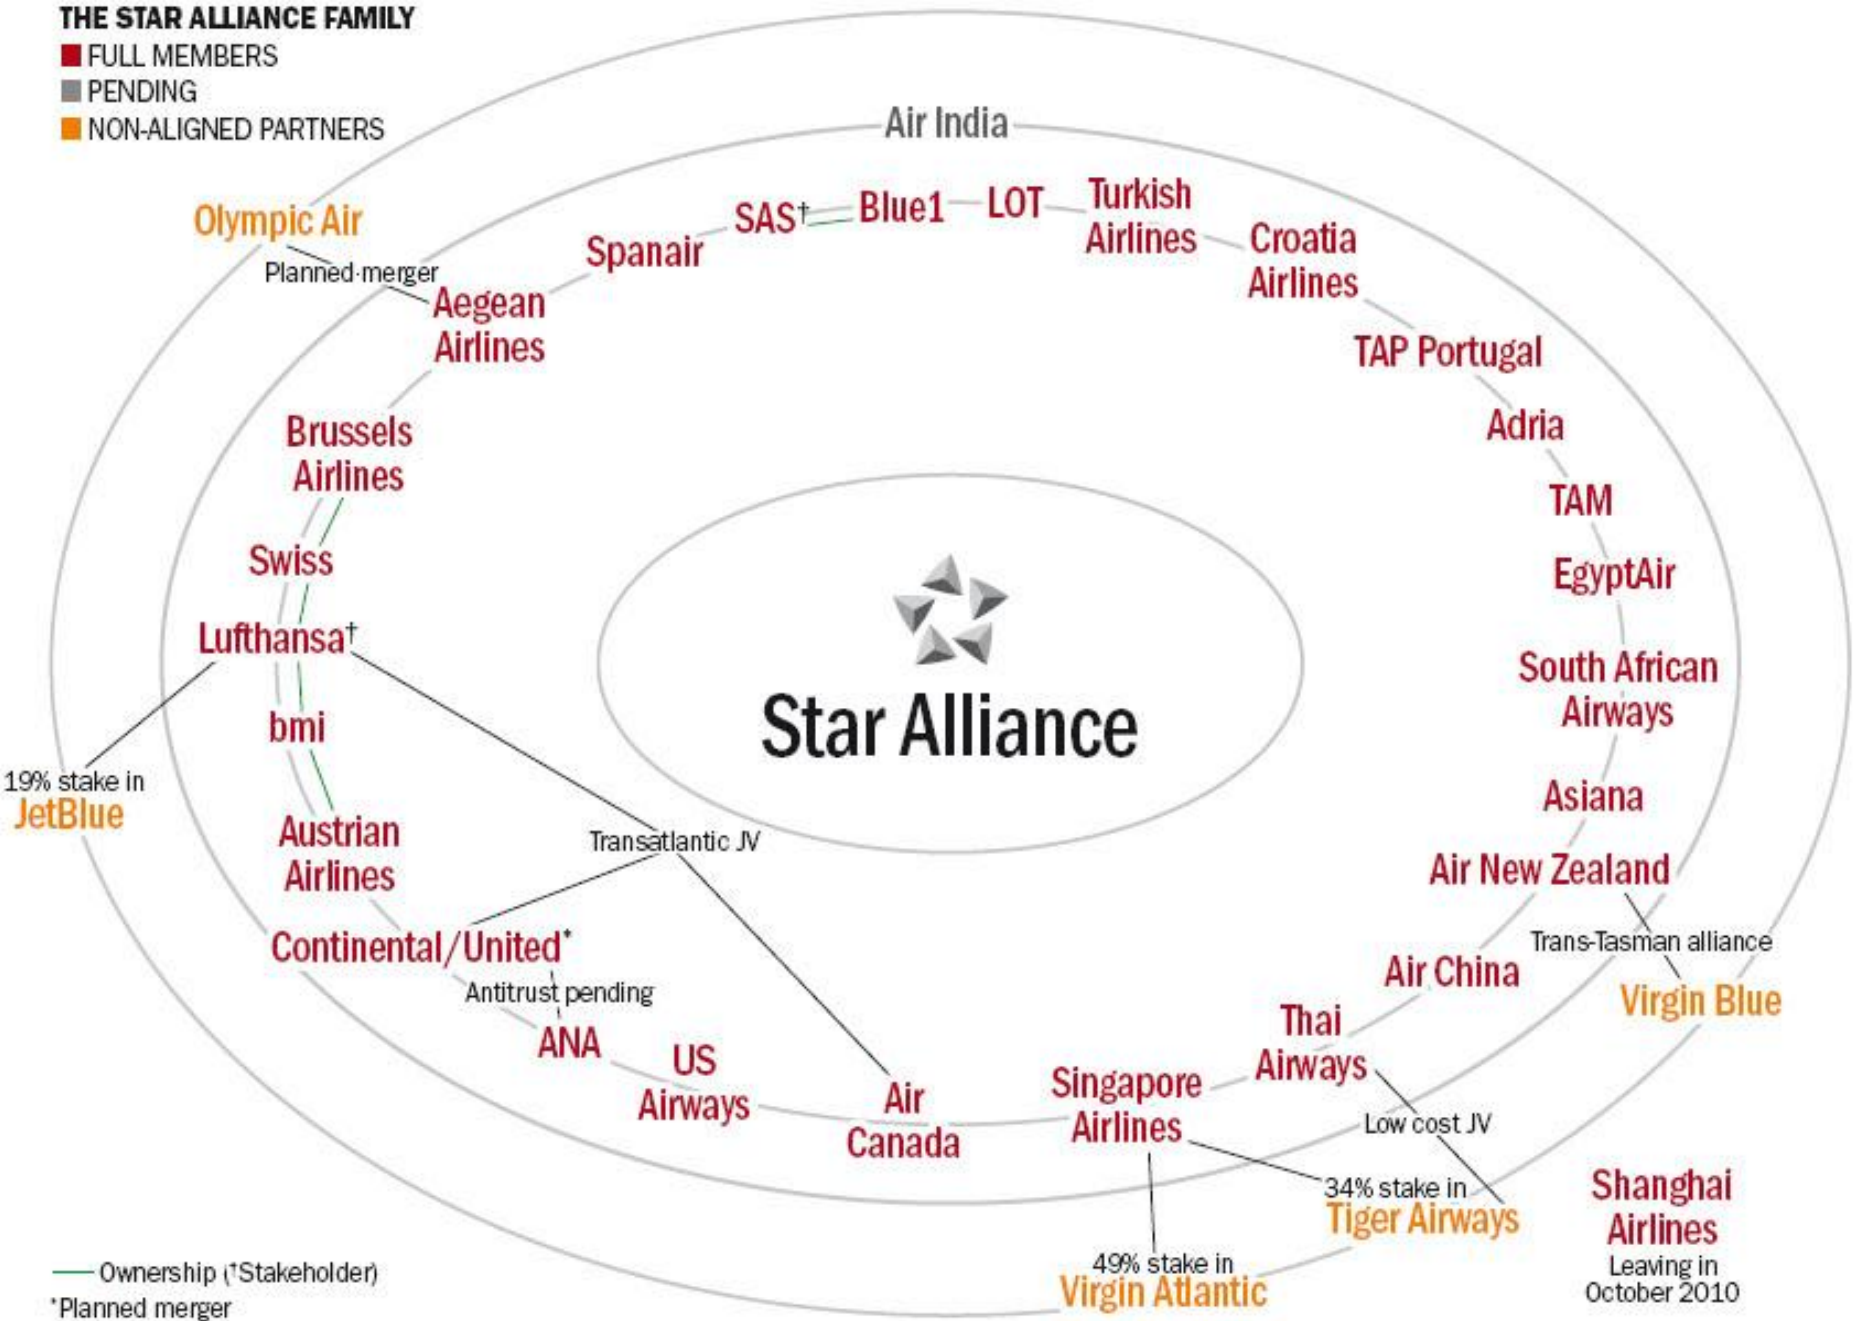 THE STAR ALLIANCE FAMILY
FULL MEMBERS
PENDING
NON-ALIGNED PARTNERS
Air India
Olympic Air
Planned merger
Aegean
Airlines
Spanair
SAS†
Blue1
LOT
Turkish
Airlines
Croatia
Airlines
TAP Portugal
Adria
TAM
EgyptAir
South African
Airways
Asiana
Air New Zealand
Trans-Tasman alliance
Virgin Blue
Air China
Thai
Airways
Low cost JV
Singapore
Airlines
34% stake in
Tiger Airways
49% stake in
Virgin Atlantic
Air
Canada
US
Airways
ANA
Antitrust pending
Continental/United*
Transatlantic JV
Austrian
Airlines
bmi
Lufthansa†
19% stake in
JetBlue
Swiss
Brussels
Airlines
Star Alliance
Shanghai
Airlines
Leaving in
October 2010
Ownership (†Stakeholder)
*Planned merger